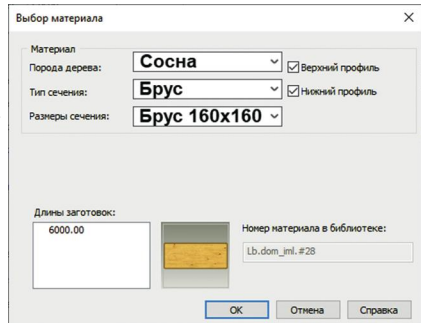 Выбор материала
Материал
Порода дерева: Сосна Верхний профиль
Тип сечения: Брус Нижний профиль
Размеры сечения: Брус 160x160
Длины заготовок:
6000.00
Номер материала в библиотеке:
Lb.dom_iml.#28
OK Отмена Справка